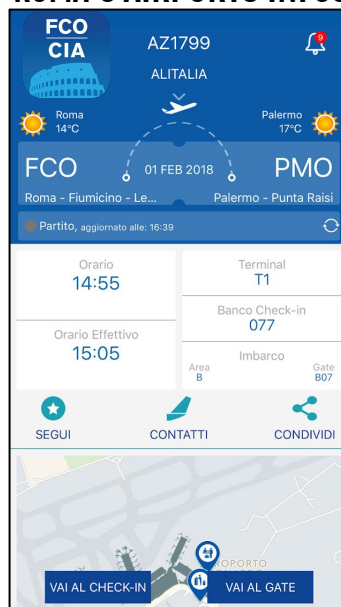 FCO
CIA
AZ1799
9
ALITALIA
Roma
14°C
Palermo
17°C
FCO
01 FEB 2018
PMO
Roma - Fiumicino - Le...
Palermo - Punta Raisi
Partito, aggiornato alle: 16:39
Orario
14:55
Terminal
T1
Banco Check-in
077
Orario Effettivo
15:05
Imbarco
Area
B
Gate
B07
SEGUI
CONTATTI
CONDIVIDI
VAI AL CHECK-IN
VAI AL GATE